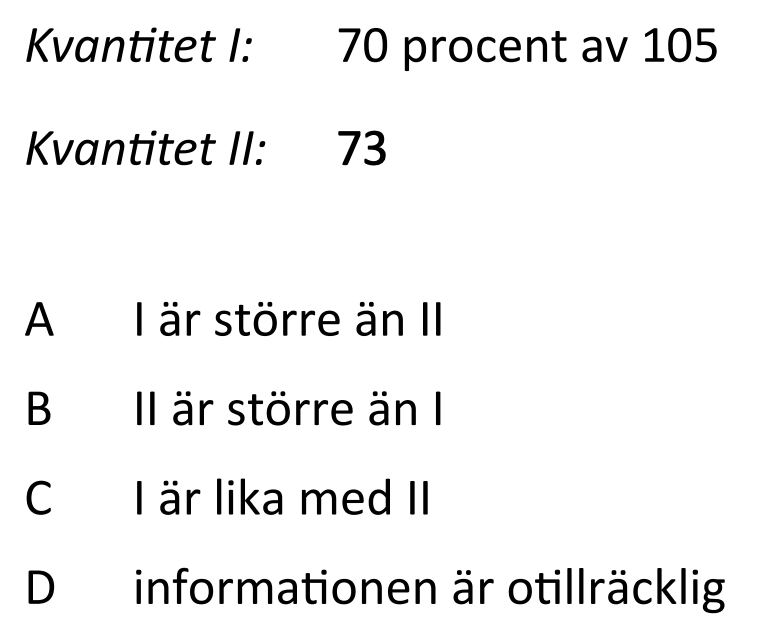 Kvantitet I: 70 procent av 105
Kvantitet II: 73
A I är större än II
B II är större än I
C I är lika med II
D informationen är otillräcklig